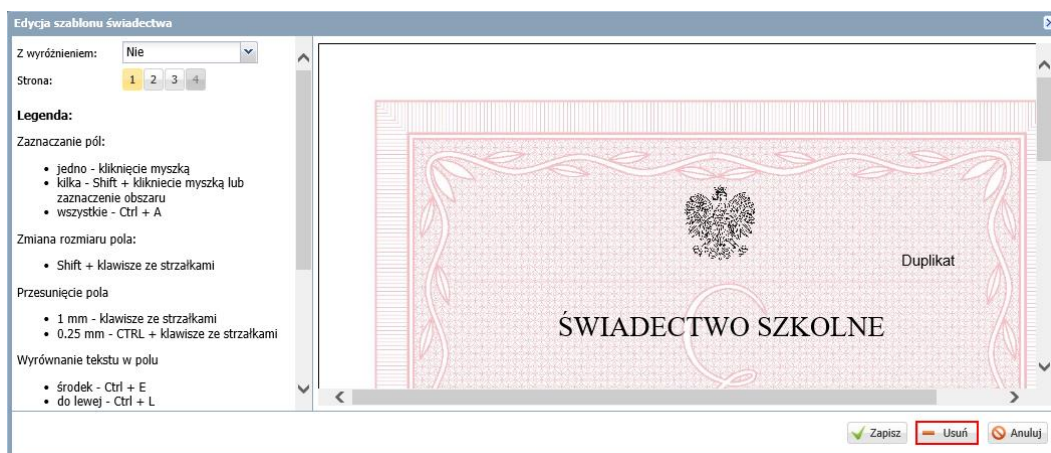 Edycja szablonu świadectwa
Z wyróżnieniem: Nie
Strona: 1 2 3 4
Legenda:
Zaznaczanie pól:
• jedno - kliknięcie myszką
• kilka - Shift + klikniecie myszką lub
zaznaczenie obszaru
• wszystkie - Ctrl + A
Zmiana rozmiaru pola:
• Shift + klawisze ze strzałkami
Przesunięcie pola
• 1 mm - klawisze ze strzałkami
• 0.25 mm - CTRL + klawisze ze strzałkami
Wyrównanie tekstu w polu
• środek - Ctrl + E
• do lewej - Ctrl + L
Duplikat
ŚWIADECTWO SZKOLNE
Zapisz Usuń Anuluj